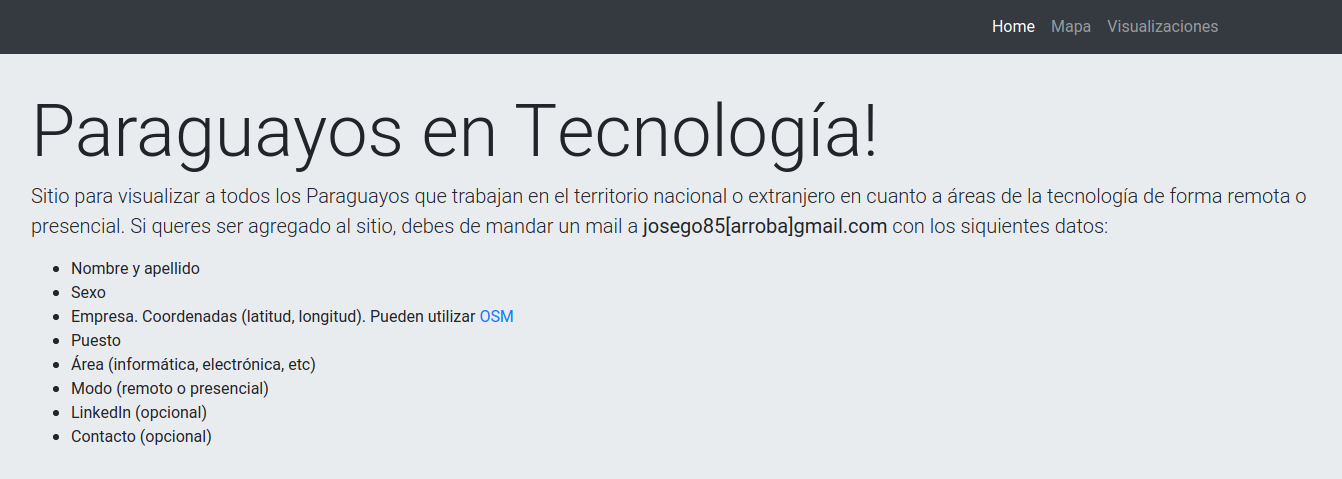 Home Mapa Visualizaciones
Paraguayos en Tecnología!
Sitio para visualizar a todos los Paraguayos que trabajan en el territorio nacional o extranjero en cuanto a áreas de la tecnología de forma remota o
presencial. Si queres ser agregado al sitio, debes de mandar un mail a josego85[arroba]gmail.com con los siquientes datos:
Nombre y apellido
Sexo
Empresa. Coordenadas (latitud, longitud). Pueden utilizar OSM
Puesto
Área (informática, electrónica, etc)
Modo (remoto o presencial)
LinkedIn (opcional)
Contacto (opcional)